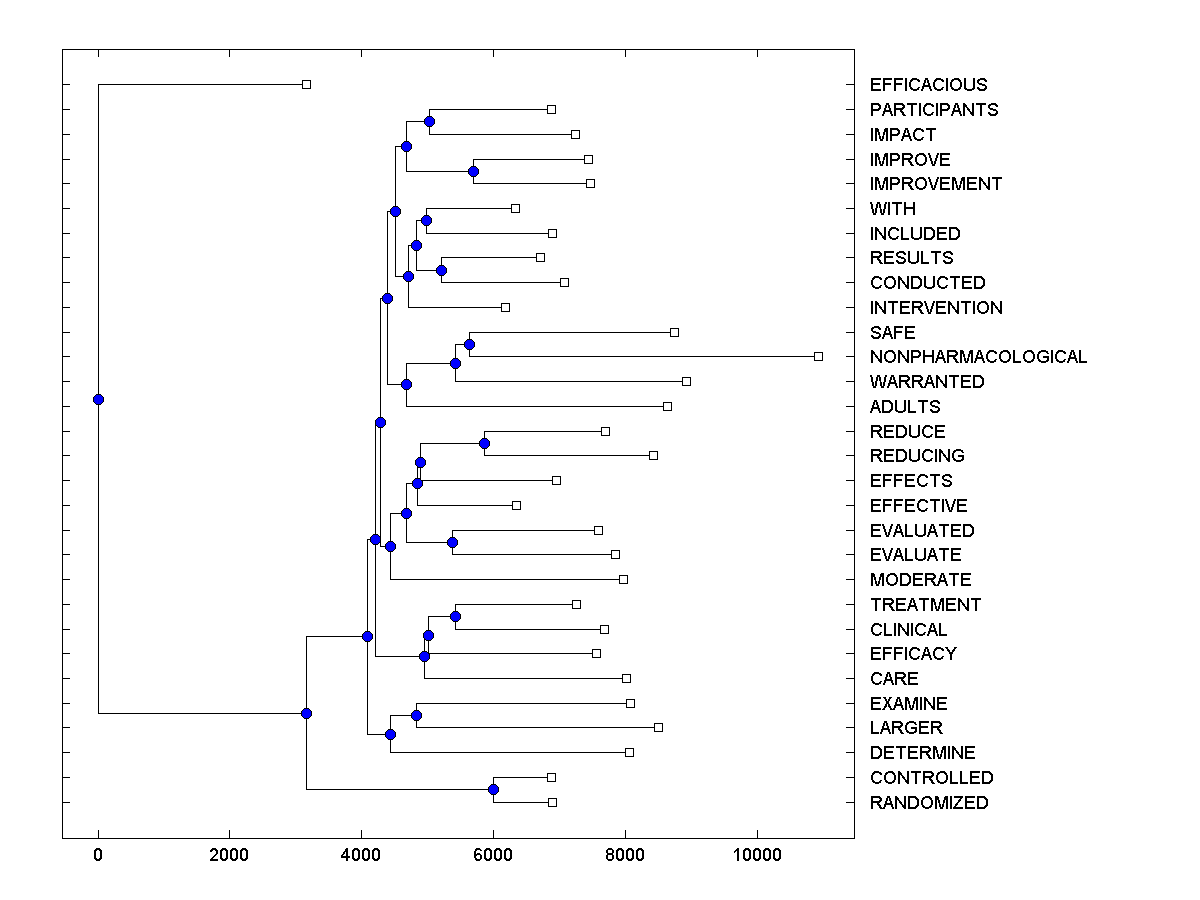 EFFICACIOUS
PARTICIPANTS
IMPACT
IMPROVE
IMPROVEMENT
WITH
INCLUDED
RESULTS
CONDUCTED
INTERVENTION
SAFE
NONPHARMACOLOGICAL
WARRANTED
ADULTS
REDUCE
REDUCING
EFFECTS
EFFECTIVE
EVALUATED
EVALUATE
MODERATE
TREATMENT
CLINICAL
EFFICACY
CARE
EXAMINE
LARGER
DETERMINE
CONTROLLED
RANDOMIZED
0 2000 4000 6000 8000 10000